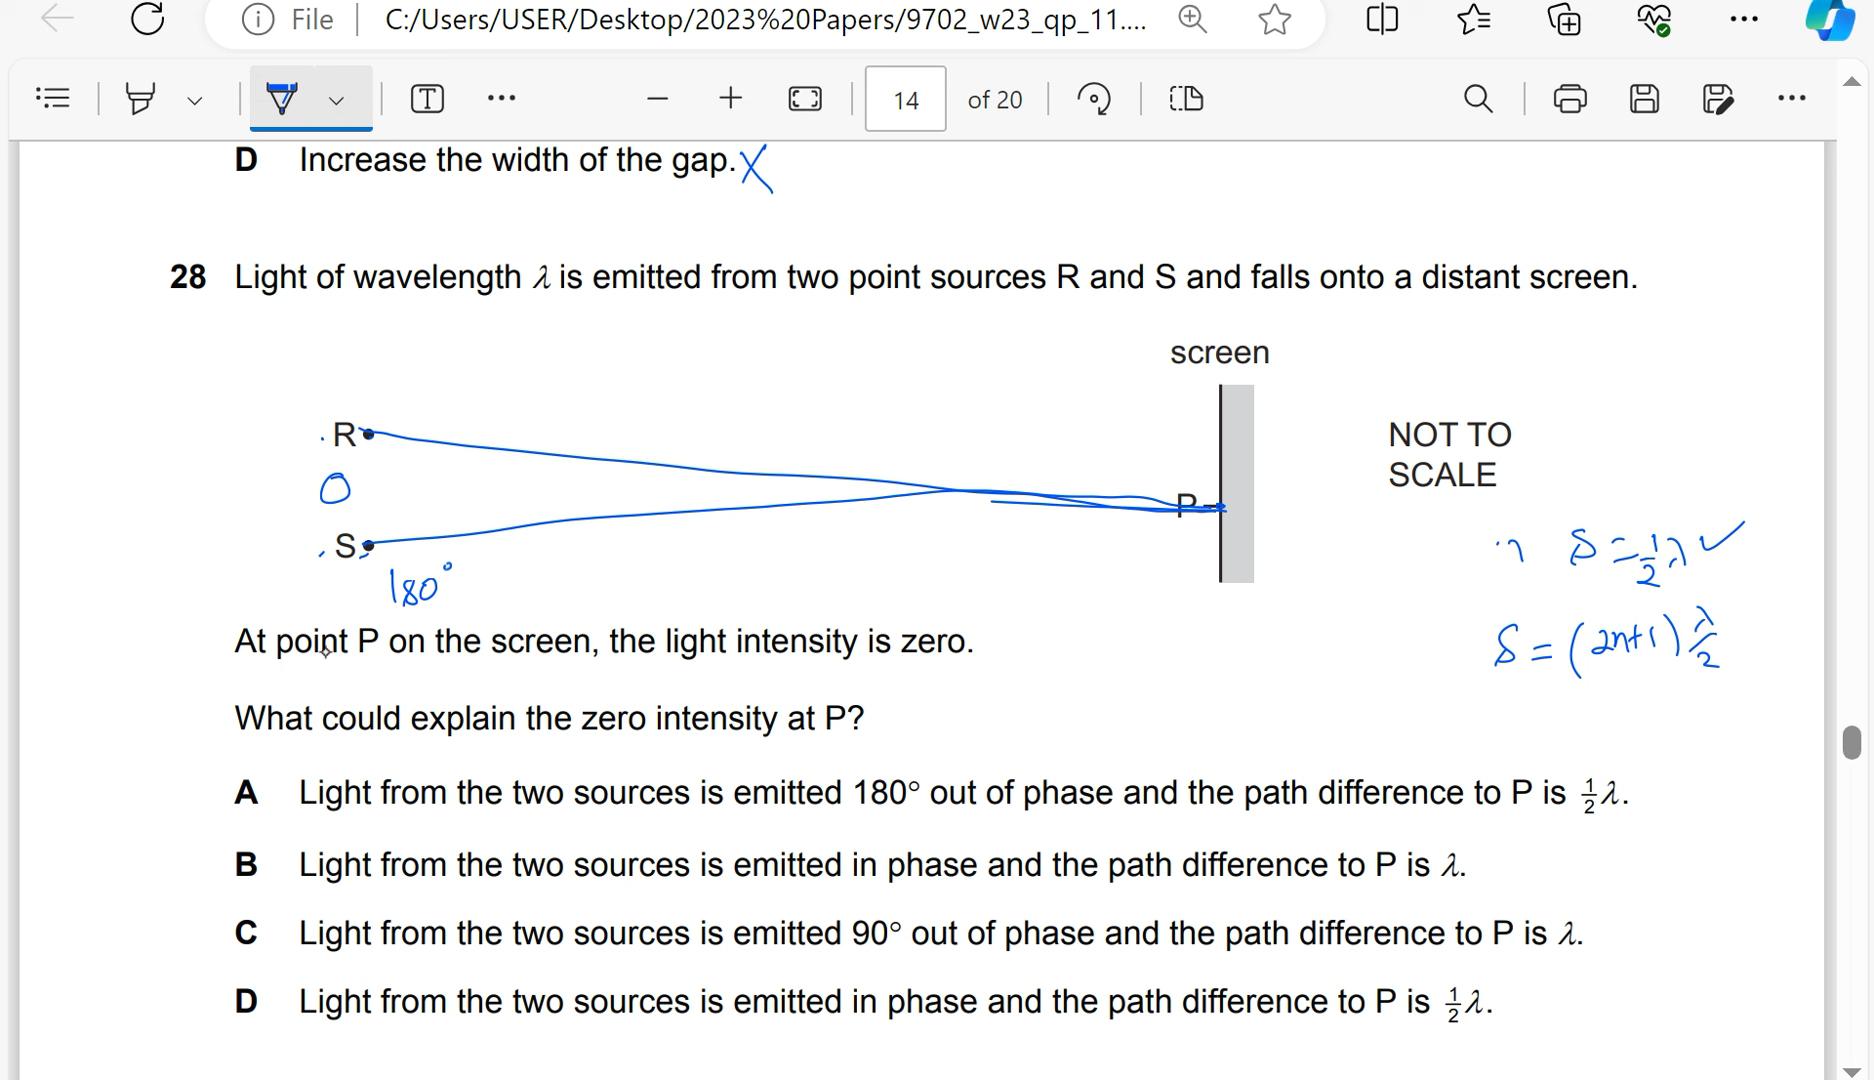 File C:/Users/USER/Desktop/2023%20Papers/9702_w23_qp_11....
14 of 20
D Increase the width of the gap. X
28 Light of wavelength λ is emitted from two point sources R and S and falls onto a distant screen.
screen
R
NOT TO
SCALE
0
P
S
180°
S = 1/2 λ ✓
S = (2n+1) λ/2
At point P on the screen, the light intensity is zero.
What could explain the zero intensity at P?
A Light from the two sources is emitted 180° out of phase and the path difference to P is 1/2 λ.
B Light from the two sources is emitted in phase and the path difference to P is λ.
C Light from the two sources is emitted 90° out of phase and the path difference to P is λ.
D Light from the two sources is emitted in phase and the path difference to P is 1/2 λ.